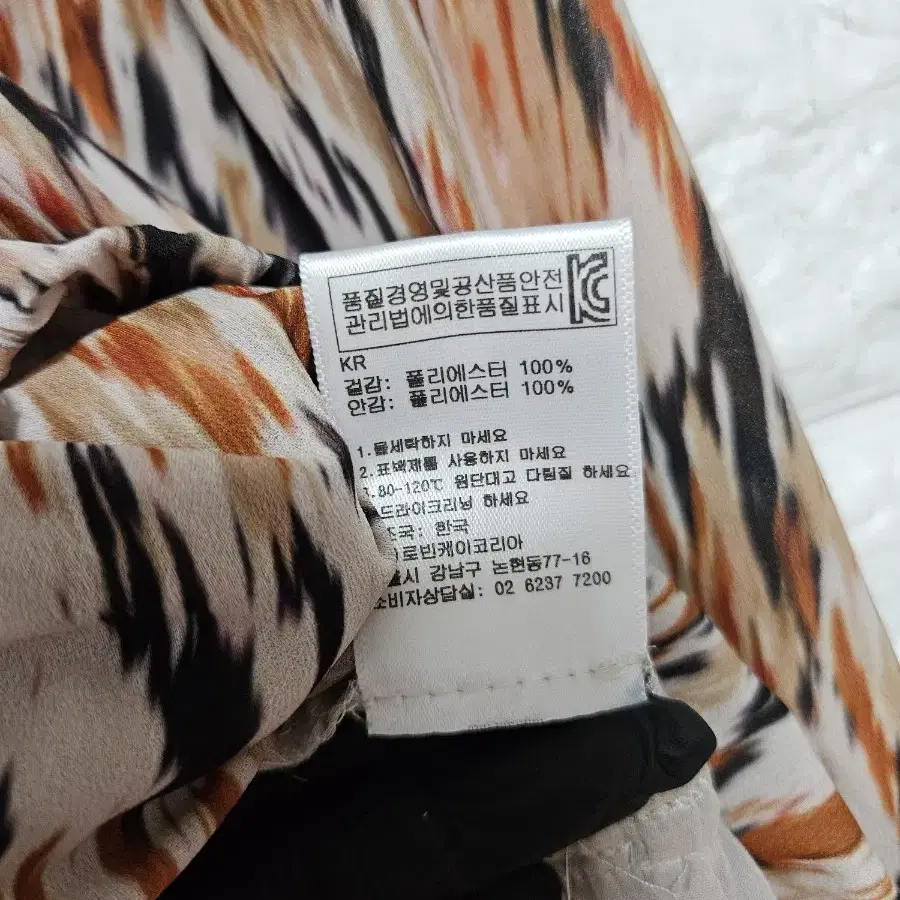 품질경영및공산품안전
관리법에의한품질표시
KR
겉감: 폴리에스터 100%
안감: 폴리에스터 100%
1.물세탁하지 마세요
2.표백제를 사용하지 마세요
.80-120℃ 원단대고 다림질 하세요
드라이크리닝 하세요
조국: 한국
)로빈케이코리아
울시 강남구 논현동77-16
소비자상담실: 02 6237 7200